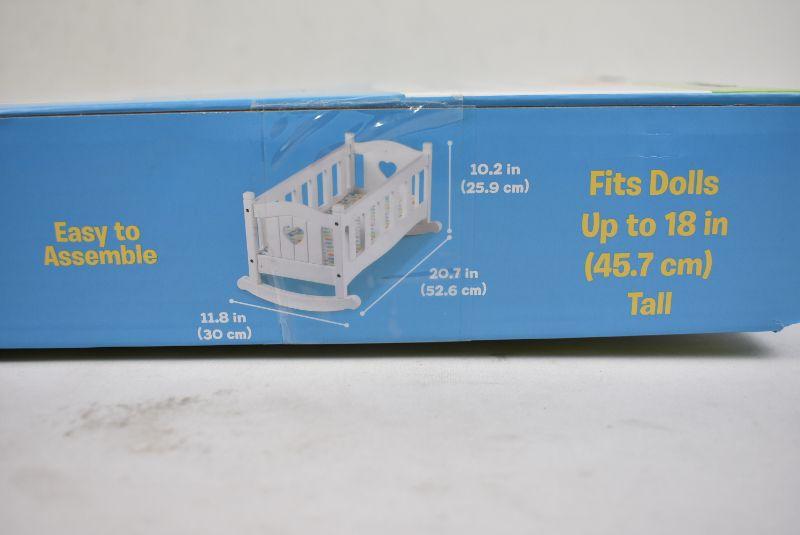 Easy to
Assemble
11.8 in
(30 cm)
20.7 in
(52.6 cm)
10.2 in
(25.9 cm)
Fits Dolls
Up to 18 in
(45.7 cm)
Tall